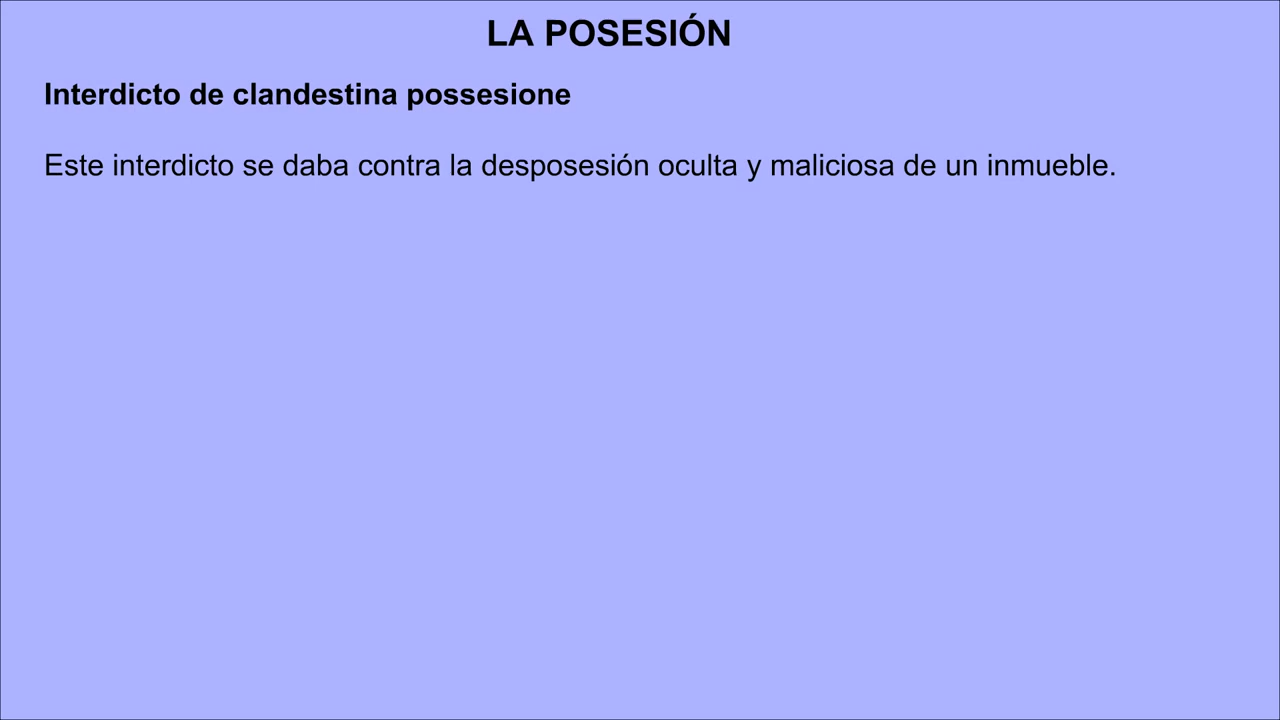 LA POSESIÓN
Interdicto de clandestina possesione
Este interdicto se daba contra la desposesión oculta y maliciosa de un inmueble.